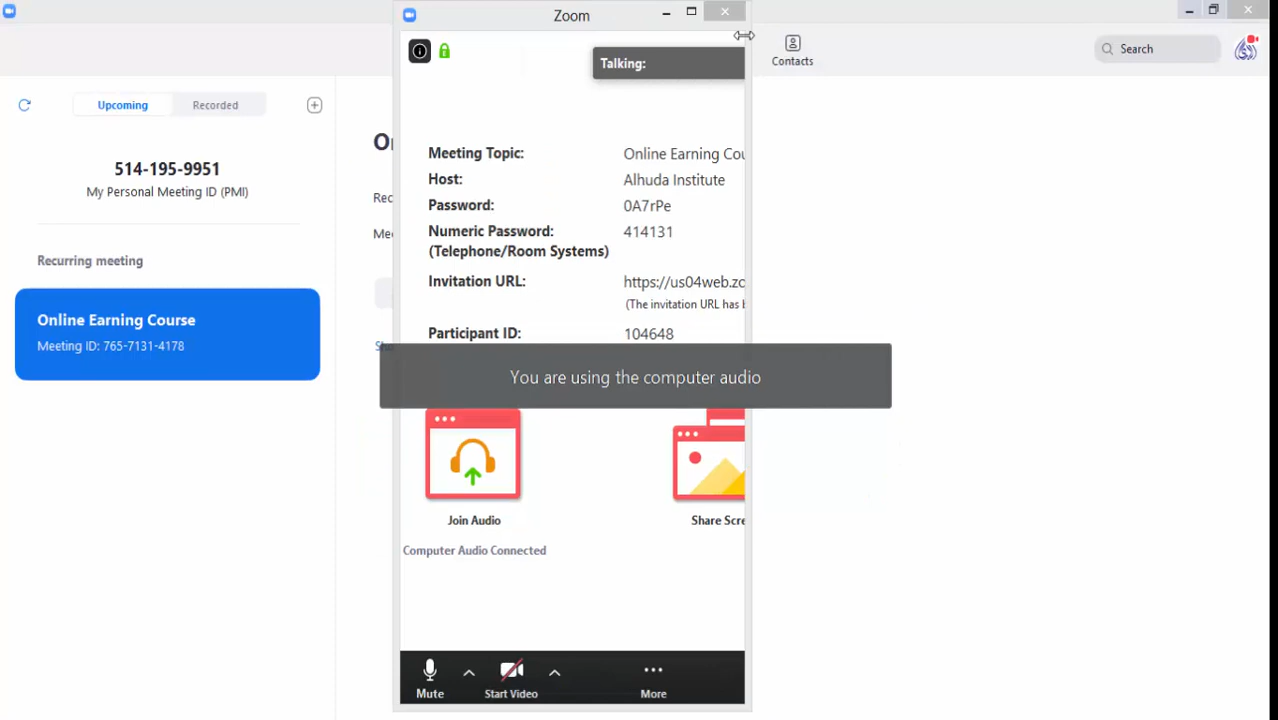 Zoom
Talking:
Contacts
Search
Upcoming
Recorded
514-195-9951
My Personal Meeting ID (PMI)
Recurring meeting
Online Earning Course
Meeting ID: 765-7131-4178
Rec
Mee
Meeting Topic:
Online Earning Cou
Host:
Alhuda Institute
Password:
0A7rPe
Numeric Password:
(Telephone/Room Systems)
414131
Invitation URL:
https://us04web.zo
(The invitation URL has b
Participant ID:
104648
You are using the computer audio
Join Audio
Share Scre
Computer Audio Connected
Mute
Start Video
More